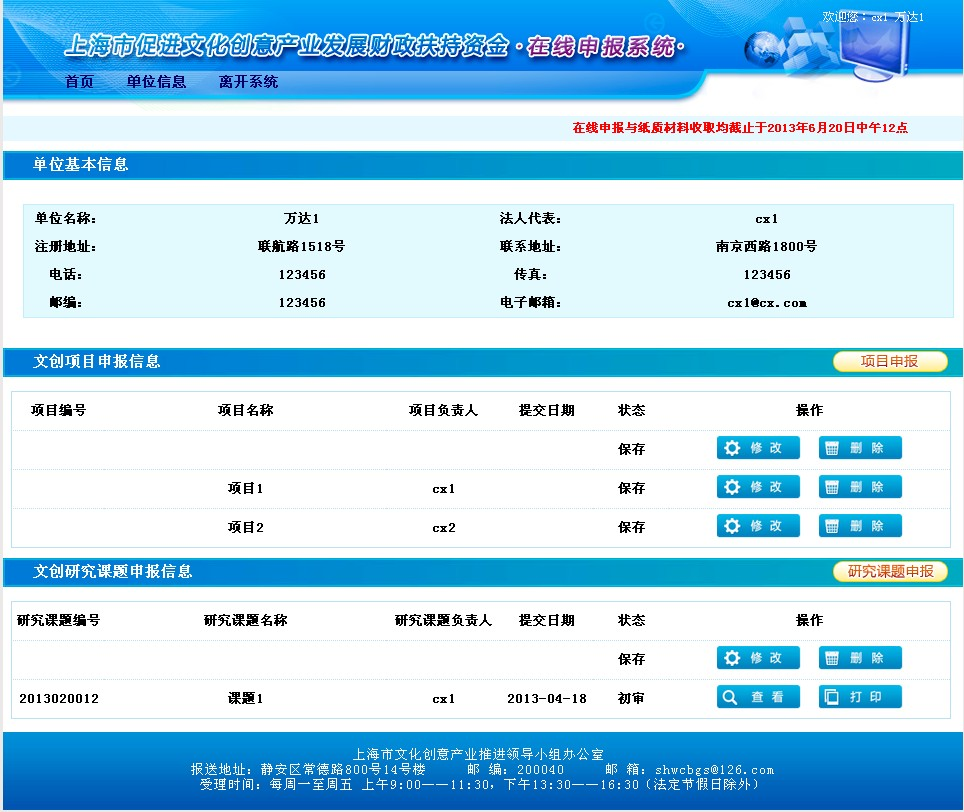 欢迎您：cx1 万达1
上海市促进文化创意产业发展财政扶持资金·在线申报系统·
首页 单位信息 离开系统
在线申报与纸质材料收取均截止于2013年6月20日中午12点
单位基本信息
单位名称： 万达1 法人代表： cx1
注册地址： 联航路1518号 联系地址： 南京西路1800号
电话： 123456 传真： 123456
邮编： 123456 电子邮箱： cx1@cx.com
文创项目申报信息 项目申报
项目编号 项目名称 项目负责人 提交日期 状态 操作
保存 修改 删除
项目1 cx1 保存 修改 删除
项目2 cx2 保存 修改 删除
文创研究课题申报信息 研究课题申报
研究课题编号 研究课题名称 研究课题负责人 提交日期 状态 操作
保存 修改 删除
2013020012 课题1 cx1 2013-04-18 初审 查看 打印
上海市文化创意产业推进领导小组办公室
报送地址：静安区常德路800号14号楼 邮 编：200040 邮 箱：shwcbgs@126.com
受理时间：每周一至周五 上午9:00——11:30，下午13:30——16:30（法定节假日除外）